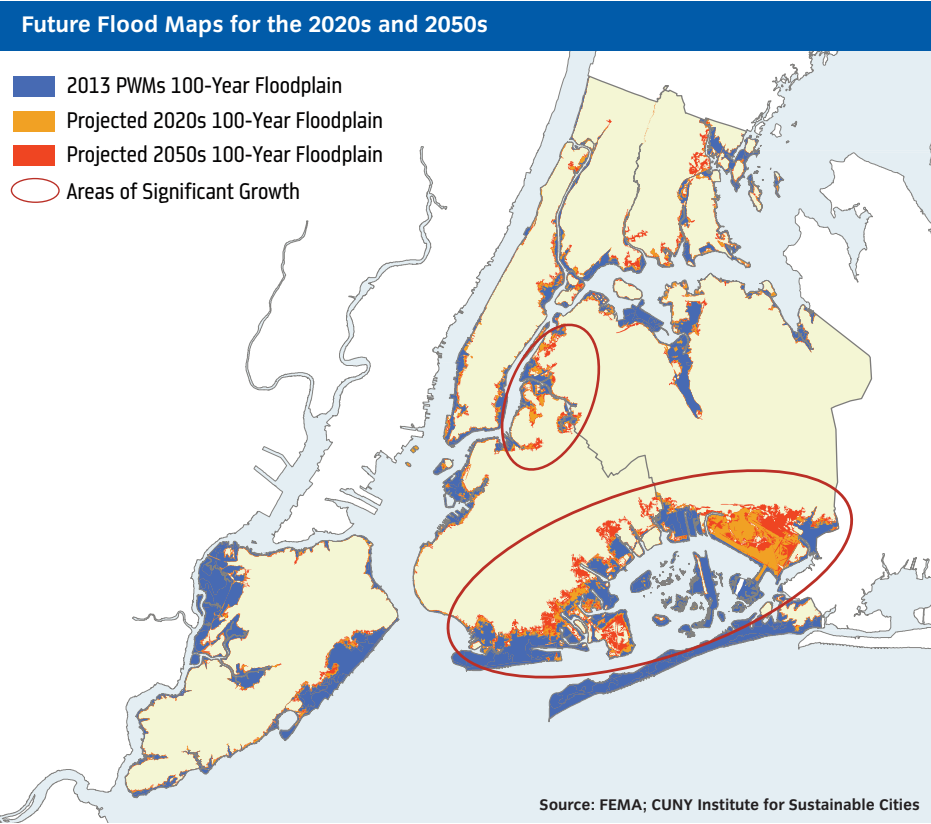 Future Flood Maps for the 2020s and 2050s
2013 PWMs 100-Year Floodplain
Projected 2020s 100-Year Floodplain
Projected 2050s 100-Year Floodplain
Areas of Significant Growth
Source: FEMA; CUNY Institute for Sustainable Cities